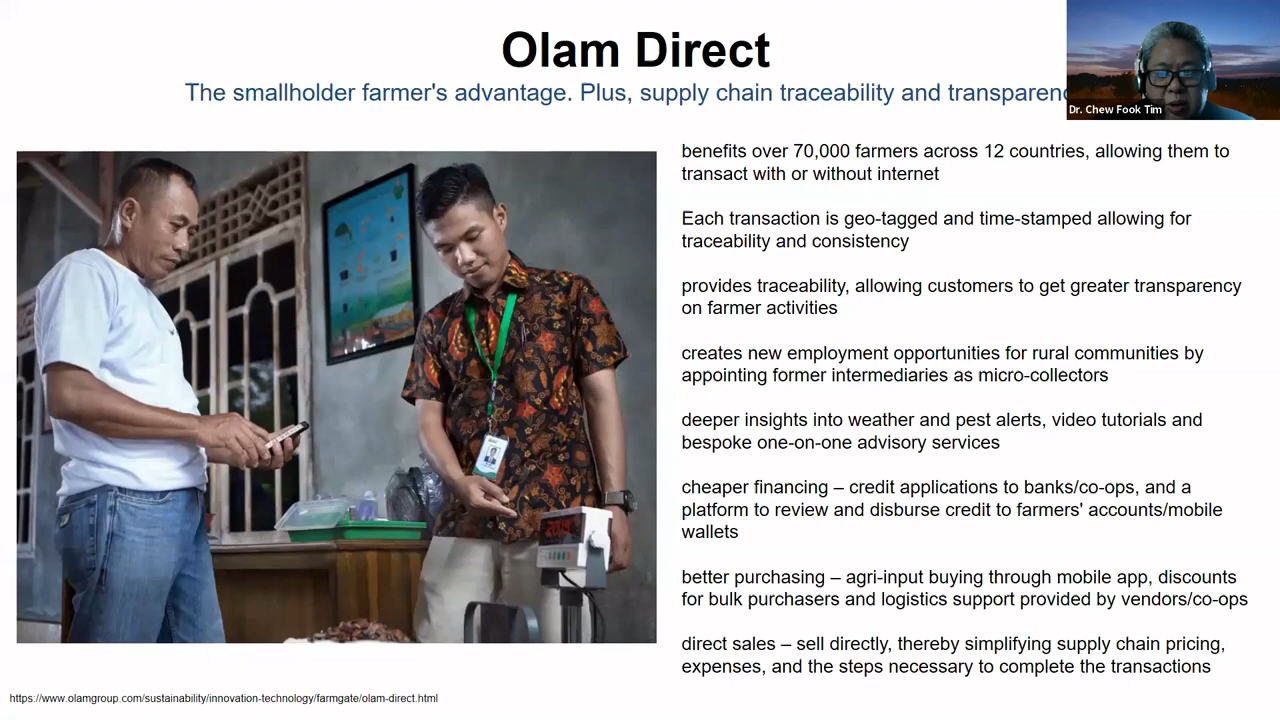 Olam Direct
The smallholder farmer's advantage. Plus, supply chain traceability and
Dr. Chew Fook Tim
benefits over 70,000 farmers across 12 countries, allowing them to
transact with or without internet
Each transaction is geo-tagged and time-stamped allowing for
traceability and consistency
provides traceability, allowing customers to get greater transparency
on farmer activities
creates new employment opportunities for rural communities by
appointing former intermediaries as micro-collectors
deeper insights into weather and pest alerts, video tutorials and
bespoke one-on-one advisory services
cheaper financing – credit applications to banks/co-ops, and a
platform to review and disburse credit to farmers' accounts/mobile
wallets
better purchasing – agri-input buying through mobile app, discounts
for bulk purchasers and logistics support provided by vendors/co-ops
direct sales – sell directly, thereby simplifying supply chain pricing,
expenses, and the steps necessary to complete the transactions
https://www.olamgroup.com/sustainability/innovation-technology/farmgate/olam-direct.html